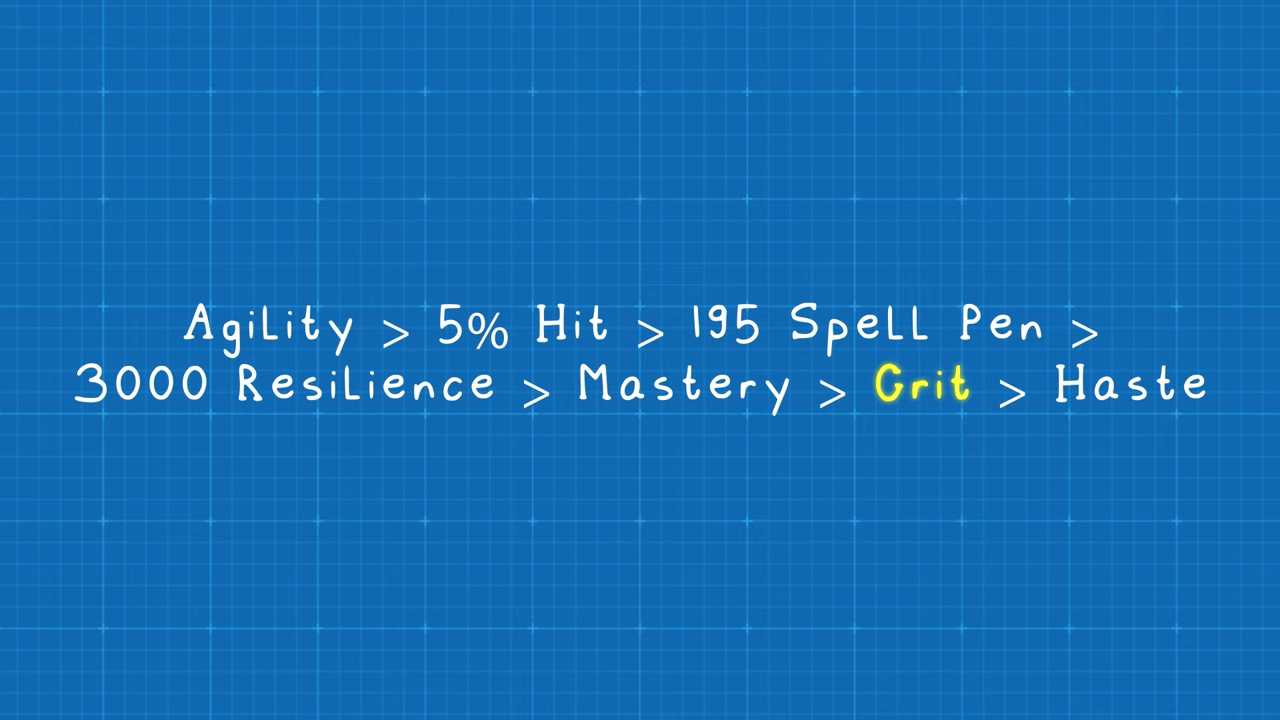 Agility > 5% Hit > 195 Spell Pen >
3000 Resilience > Mastery > Crit > Haste